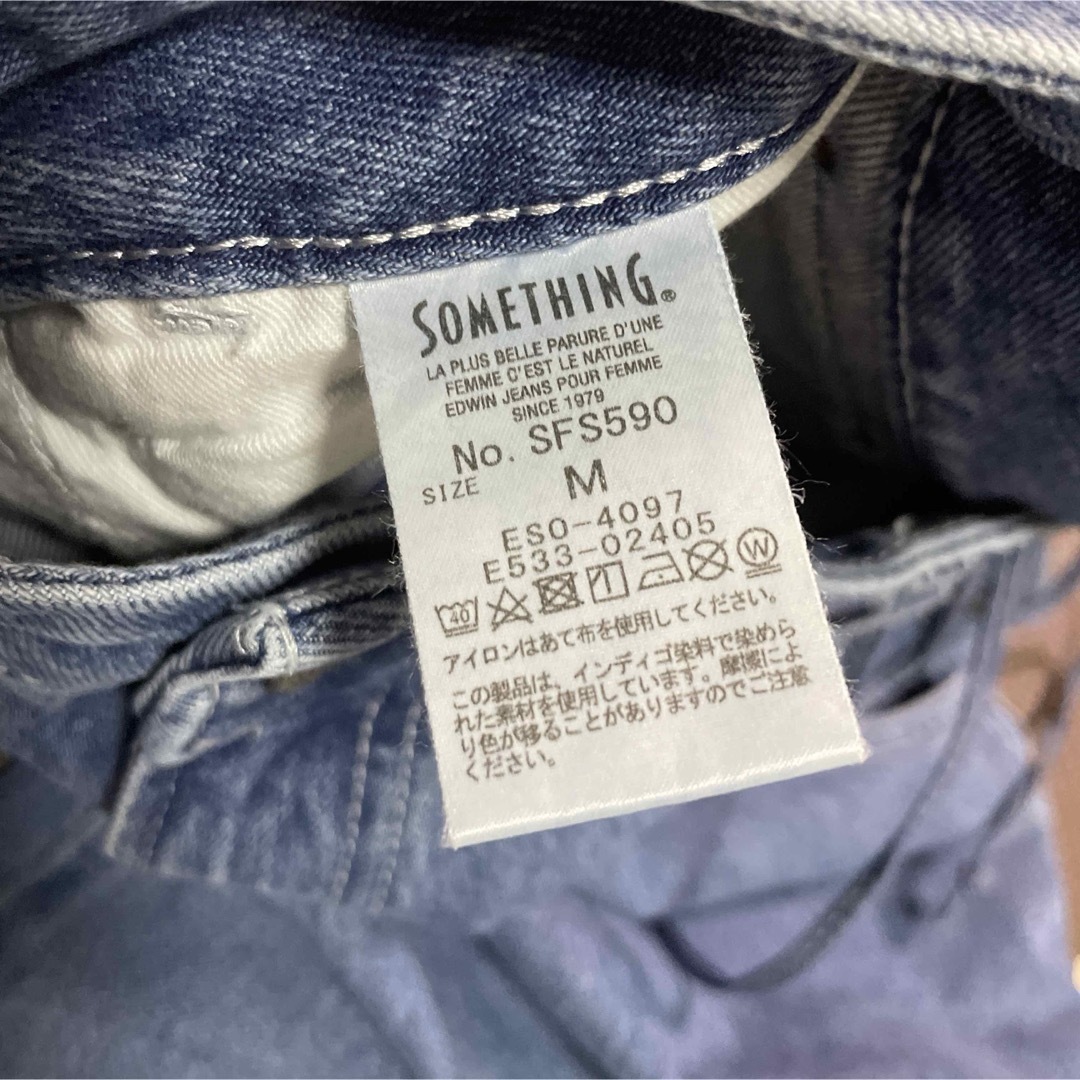 SOMETHING®
LA PLUS BELLE PARURE D'UNE
FEMME C'EST LE NATUREL
EDWIN JEANS POUR FEMME
SINCE 1979
No. SFS590
SIZE M
ES0-4097
E533-02405
40 W
アイロンはあて布を使用してください。
この製品は、インディゴ染料で染めら
れた素材を使用しています。摩擦によ
り色が移ることがありますのでご注意
ください。